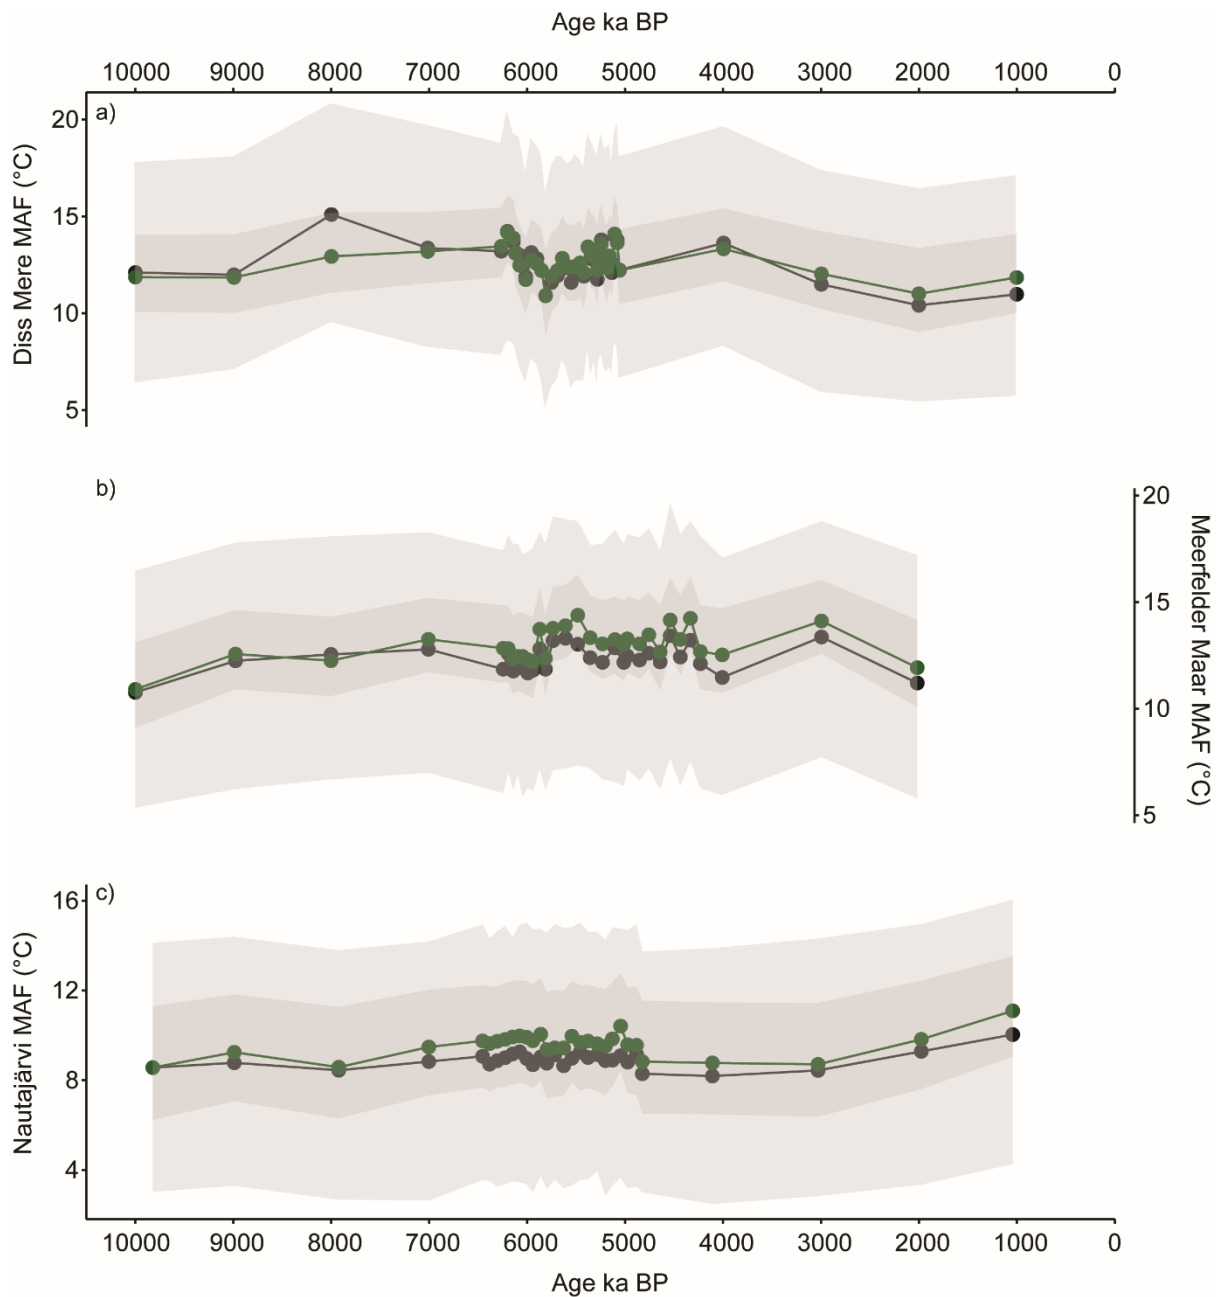 Age ka BP
10000 9000 8000 7000 6000 5000 4000 3000 2000 1000 0
a)
20
15
10
5
Diss Mere MAF (°C)
b)
20
15
10
5
Meerfelder Maar MAF (°C)
c)
16
12
8
4
Nautajärvi MAF (°C)
10000 9000 8000 7000 6000 5000 4000 3000 2000 1000 0
Age ka BP